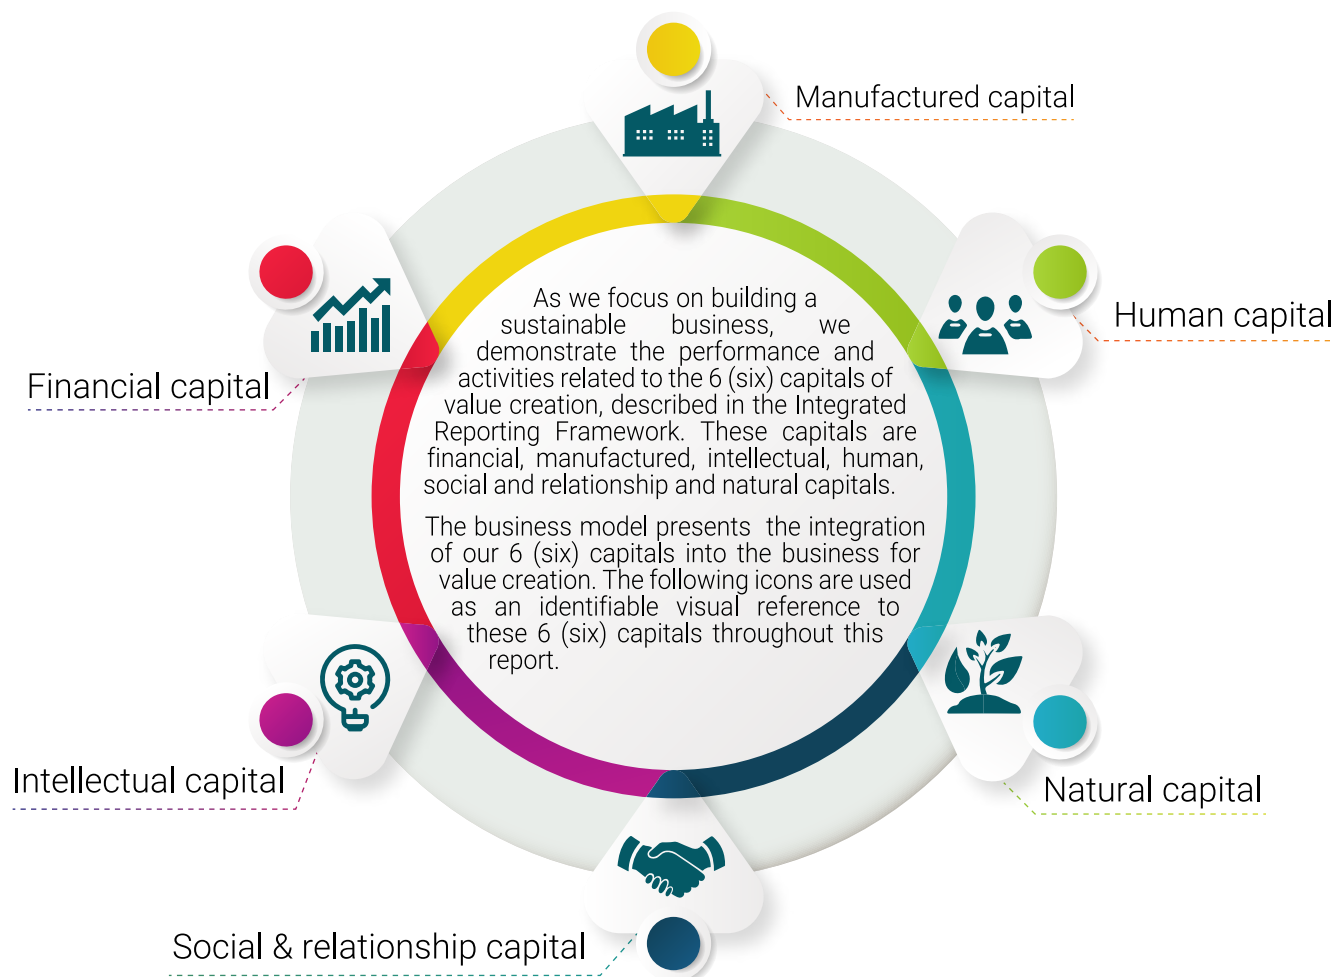 Manufactured capital
Human capital
Financial capital
As we focus on building a
sustainable business, we
demonstrate the performance and
activities related to the 6 (six) capitals of
value creation, described in the Integrated
Reporting Framework. These capitals are
financial, manufactured, intellectual, human,
social and relationship and natural capitals.
The business model presents the integration
of our 6 (six) capitals into the business for
value creation. The following icons are used
as an identifiable visual reference to
these 6 (six) capitals throughout this
report.
Intellectual capital
Natural capital
Social & relationship capital